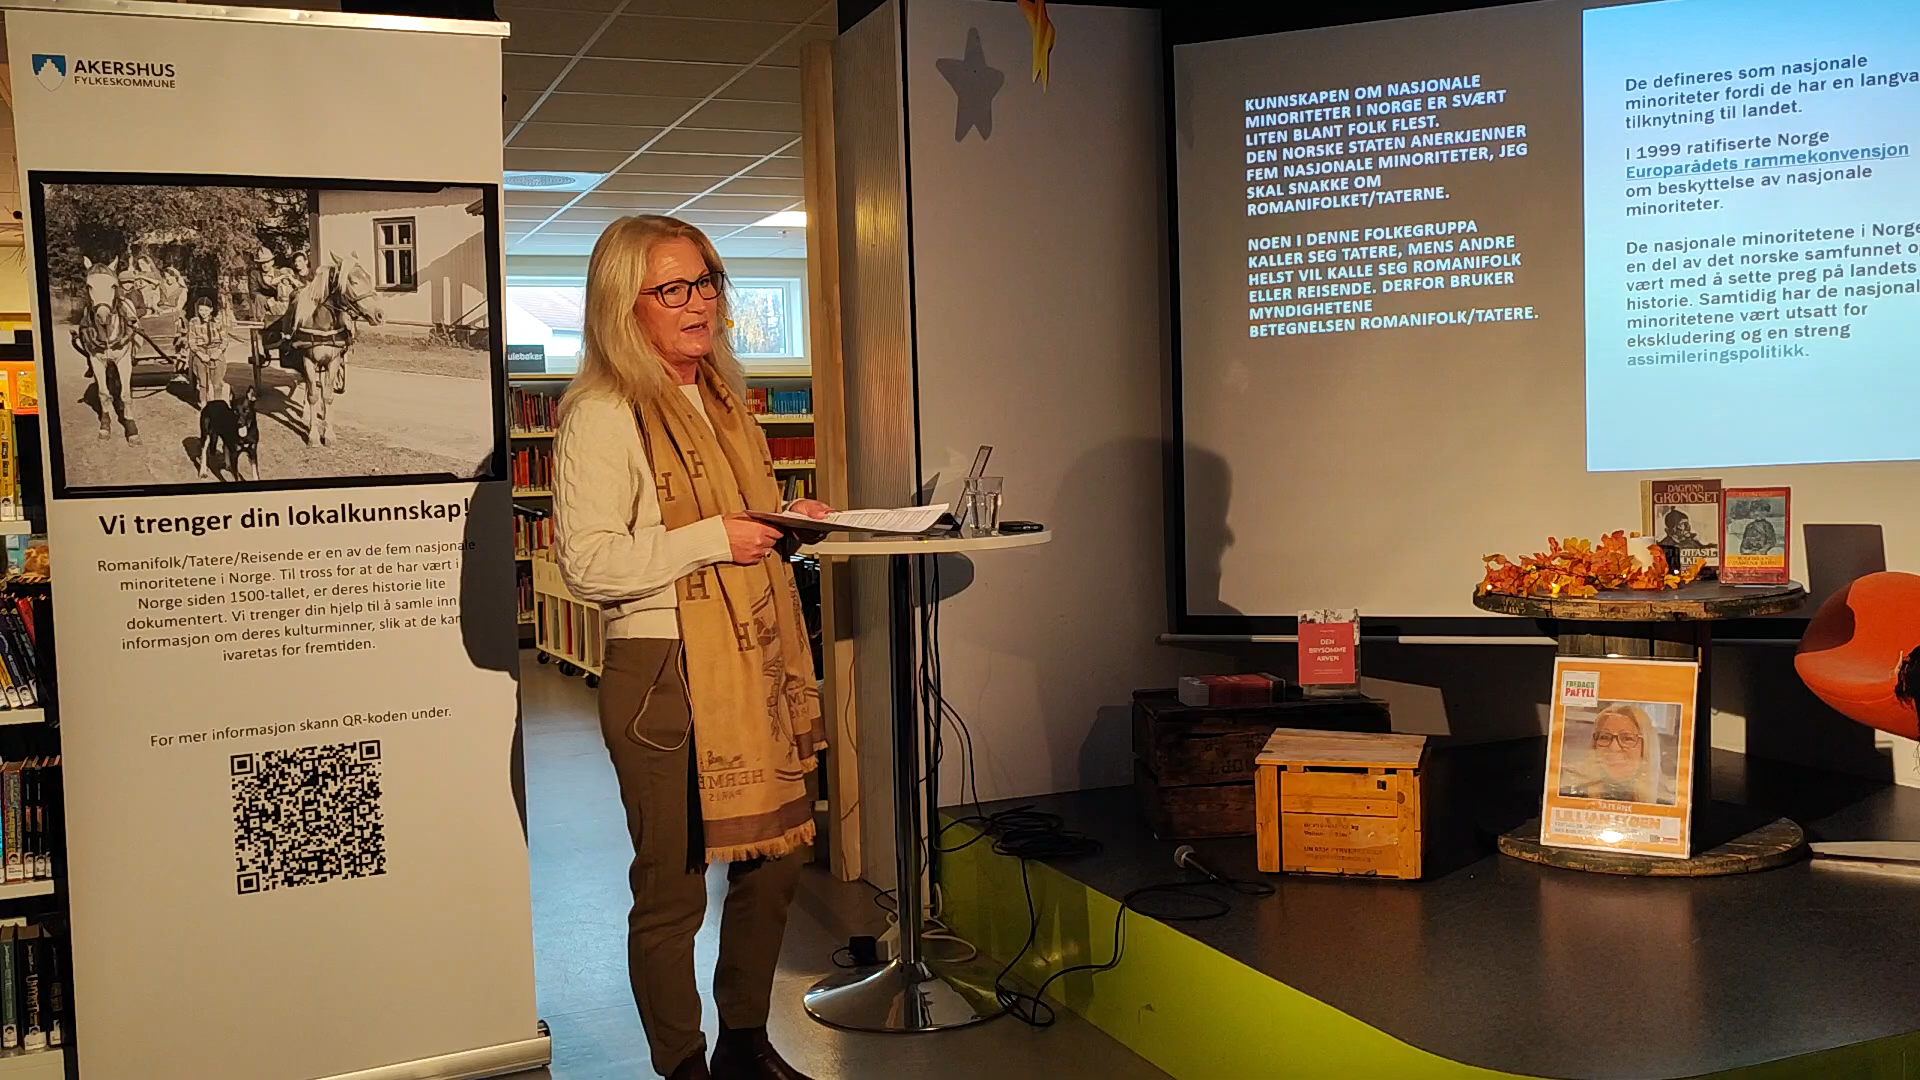 AKERSHUS
FYLKESKOMMUNE
Vi trenger din lokalkunnskap!
Romanifolk/Tatere/Reisende er en av de fem nasjonale
minoritetene i Norge. Til tross for at de har vært i
Norge siden 1500-tallet, er deres historie lite
dokumentert. Vi trenger din hjelp til å samle inn
informasjon om deres kulturminner, slik at de kan
ivaretas for fremtiden.
For mer informasjon skann QR-koden under.
ulebøker
H
H
H
H
HERMÈ
PARIS
KUNNSKAPEN OM NASJONALE
MINORITETER I NORGE ER SVÆRT
LITEN BLANT FOLK FLEST.
DEN NORSKE STATEN ANERKJENNER
FEM NASJONALE MINORITETER, JEG
SKAL SNAKKE OM
ROMANIFOLKET/TATERNE.
NOEN I DENNE FOLKEGRUPPA
KALLER SEG TATERE, MENS ANDRE
HELST VIL KALLE SEG ROMANIFOLK
ELLER REISENDE. DERFOR BRUKER
MYNDIGHETENE
BETEGNELSEN ROMANIFOLK/TATERE.
De defineres som nasjonale
minoriteter fordi de har en langva
tilknytning til landet.
I 1999 ratifiserte Norge
Europarådets rammekonvensjon
om beskyttelse av nasjonale
minoriteter.
De nasjonale minoritetene i Norge
en del av det norske samfunnet o
vært med å sette preg på landets
historie. Samtidig har de nasjonal
minoritetene vært utsatt for
ekskludering og en streng
assimileringspolitikk.
DAGFINN
GRØNOSET
DEN
BRYSOMME
ARVEN
FREDAGS
PÅFYLL
TATERNE
LILLIAN